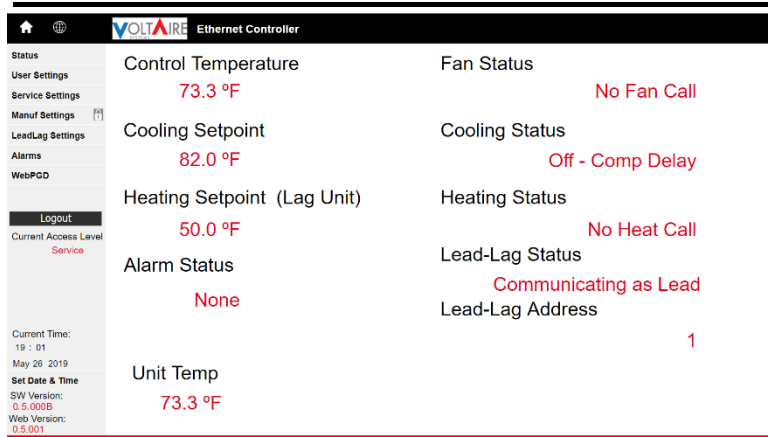 VOLTAIRE
SYSTEMS
Ethernet Controller
Status
User Settings
Service Settings
Manuf Settings
LeadLag Settings
Alarms
WebPGD
Logout
Current Access Level
Service
Current Time:
19 : 01
May 26 2019
Set Date & Time
SW Version:
0.5.000B
Web Version:
0.5.001
Control Temperature
73.3 ºF
Cooling Setpoint
82.0 ºF
Heating Setpoint (Lag Unit)
50.0 ºF
Alarm Status
None
Unit Temp
73.3 ºF
Fan Status
No Fan Call
Cooling Status
Off - Comp Delay
Heating Status
No Heat Call
Lead-Lag Status
Communicating as Lead
Lead-Lag Address
1